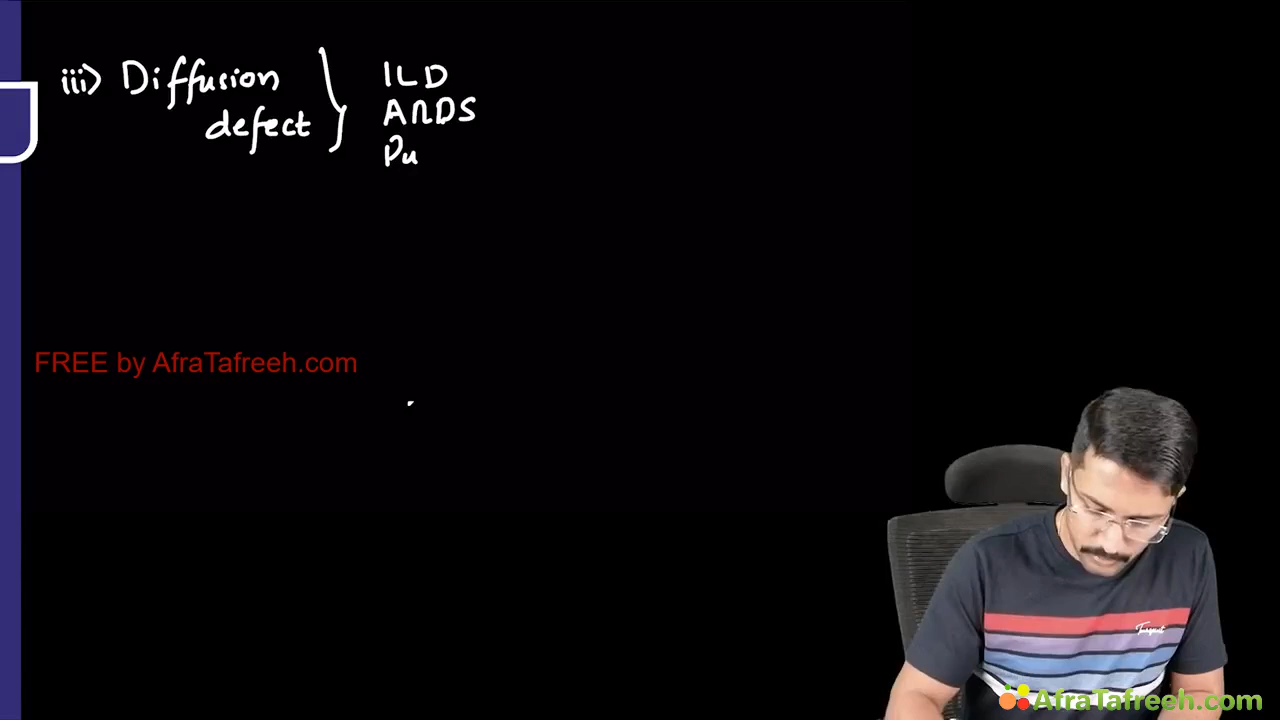 iii) Diffusion
defect
ILD
ARDS
Pu
FREE by AfraTafreeh.com
AfraTafreeh.com